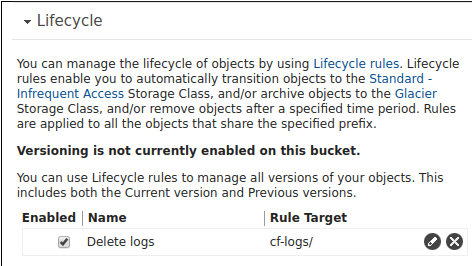 Lifecycle
You can manage the lifecycle of objects by using Lifecycle rules. Lifecycle
rules enable you to automatically transition objects to the Standard -
Infrequent Access Storage Class, and/or archive objects to the Glacier
Storage Class, and/or remove objects after a specified time period. Rules
are applied to all the objects that share the specified prefix.
Versioning is not currently enabled on this bucket.
You can use Lifecycle rules to manage all versions of your objects. This
includes both the Current version and Previous versions.
Enabled Name Rule Target
Delete logs cf-logs/